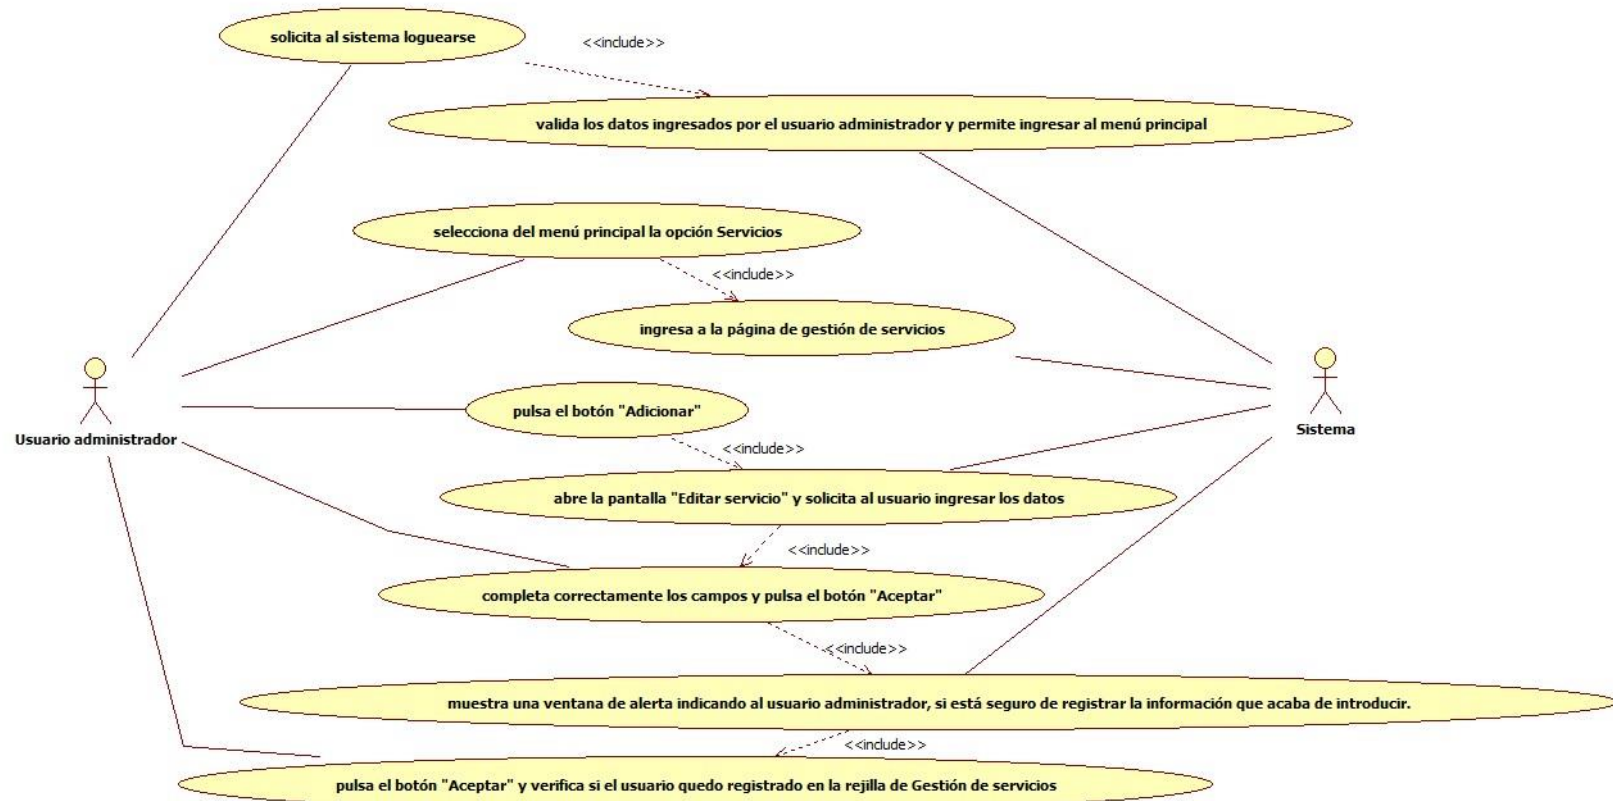 solicita al sistema loguearse
<<include>>
valida los datos ingresados por el usuario administrador y permite ingresar al menú principal
selecciona del menú principal la opción Servicios
<<include>>
ingresa a la página de gestión de servicios
pulsa el botón "Adicionar"
Usuario administrador
Sistema
<<include>>
abre la pantalla "Editar servicio" y solicita al usuario ingresar los datos
<<include>>
completa correctamente los campos y pulsa el botón "Aceptar"
<<include>>
muestra una ventana de alerta indicando al usuario administrador, si está seguro de registrar la información que acaba de introducir.
<<include>>
pulsa el botón "Aceptar" y verifica si el usuario quedo registrado en la rejilla de Gestión de servicios